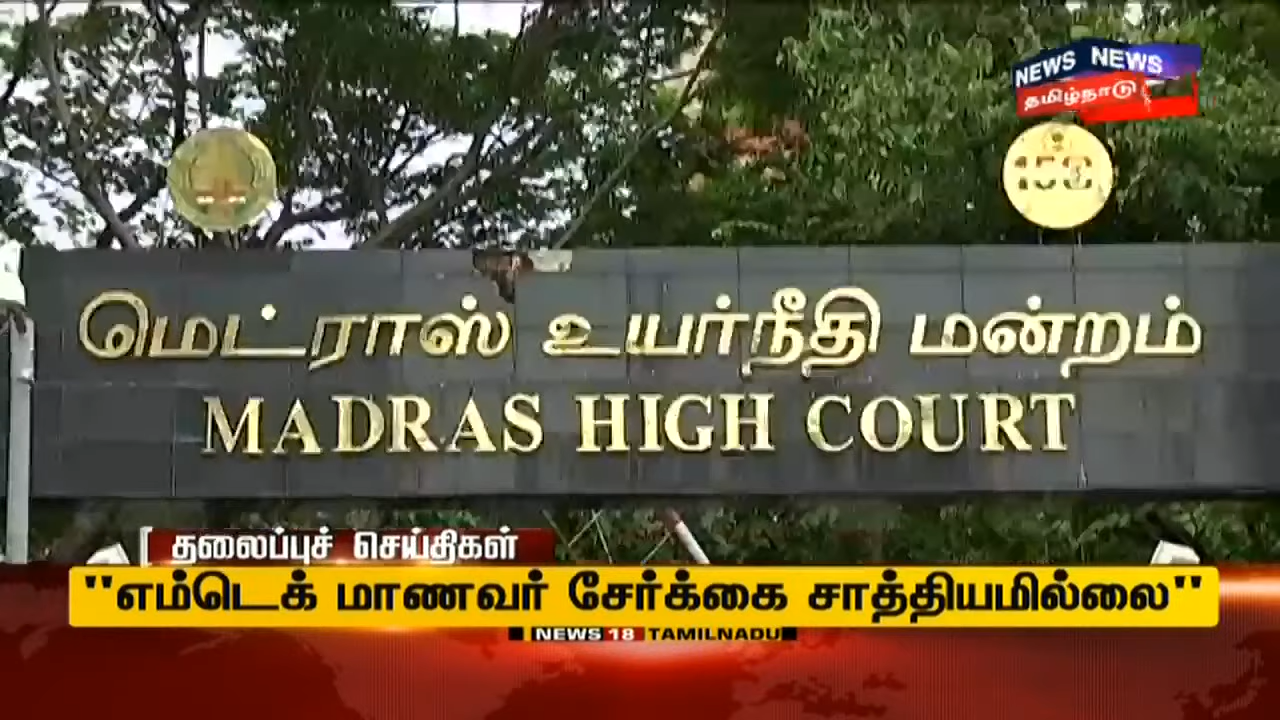 NEWS NEWS
தமிழ்நாடு
மெட்ராஸ் உயர்நீதி மன்றம்
MADRAS HIGH COURT
தலைப்புச் செய்திகள்
"எம்டெக் மாணவர் சேர்க்கை சாத்தியமில்லை"
NEWS 18 TAMILNADU